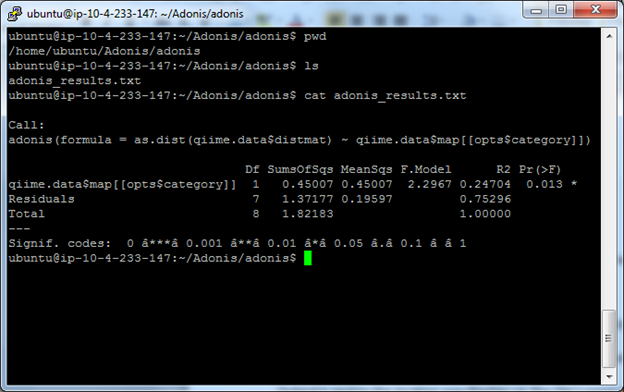 ubuntu@ip-10-4-233-147: ~/Adonis/adonis
ubuntu@ip-10-4-233-147:~/Adonis/adonis$ pwd
/home/ubuntu/Adonis/adonis
ubuntu@ip-10-4-233-147:~/Adonis/adonis$ ls
adonis_results.txt
ubuntu@ip-10-4-233-147:~/Adonis/adonis$ cat adonis_results.txt
Call:
adonis(formula = as.dist(qiime.data$distmat) ~ qiime.data$map[[opts$category]])
Df SumsOfSqs MeanSqs F.Model R2 Pr(>F)
qiime.data$map[[opts$category]] 1 0.45007 0.45007 2.2967 0.24704 0.013 *
Residuals 7 1.37177 0.19597 0.75296
Total 8 1.82183 1.00000
---
Signif. codes: 0 â***â 0.001 â**â 0.01 â*â 0.05 â.â 0.1 â â 1
ubuntu@ip-10-4-233-147:~/Adonis/adonis$